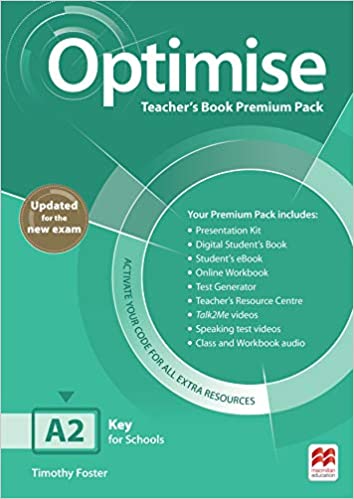 Optimise
Teacher's Book Premium Pack
Updated
for the
new exam
Your Premium Pack includes:
• Presentation Kit
• Digital Student's Book
• Student's eBook
• Online Workbook
• Test Generator
• Teacher's Resource Centre
• Talk2Me videos
• Speaking test videos
• Class and Workbook audio
ACTIVATE YOUR CODE FOR ALL EXTRA RESOURCES
A2
Key
for Schools
Timothy Foster
macmillan
education